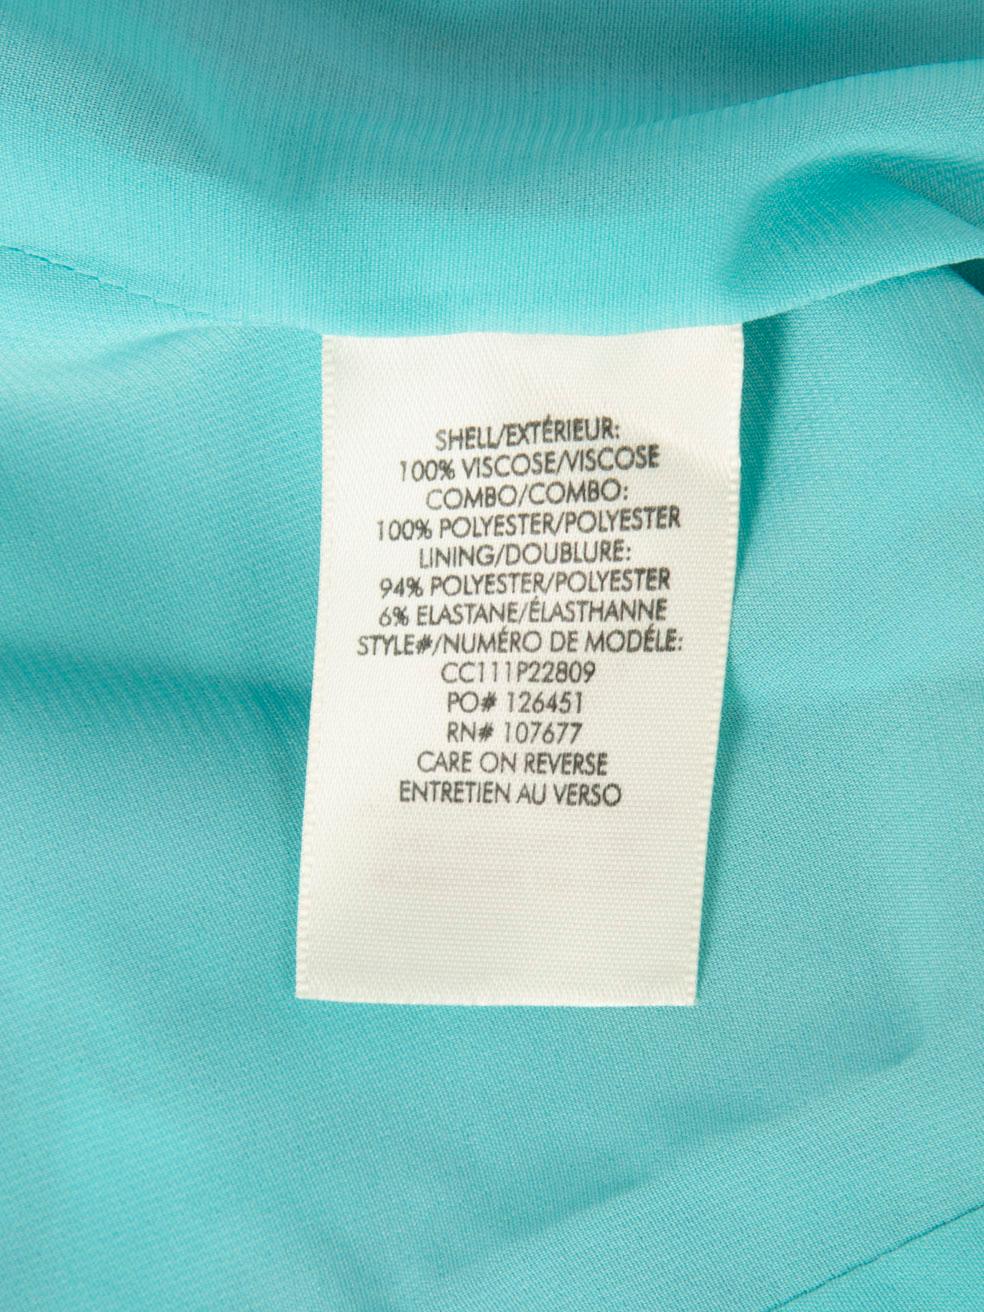 SHELL/EXTÉRIEUR:
100% VISCOSE/VISCOSE
COMBO/COMBO:
100% POLYESTER/POLYESTER
LINING/DOUBLURE:
94% POLYESTER/POLYESTER
6% ELASTANE/ÉLASTHANNE
STYLE#/NUMÉRO DE MODÉLE:
CC111P22809
PO# 126451
RN# 107677
CARE ON REVERSE
ENTRETIEN AU VERSO